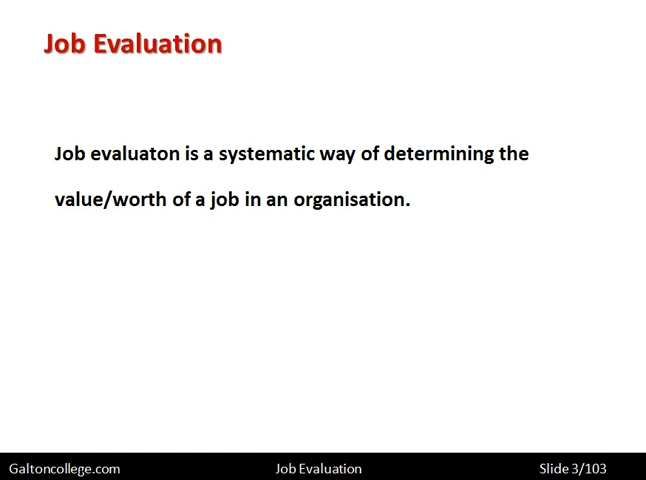 Job Evaluation
Job evaluaton is a systematic way of determining the
value/worth of a job in an organisation.
Galtoncollege.com Job Evaluation Slide 3/103